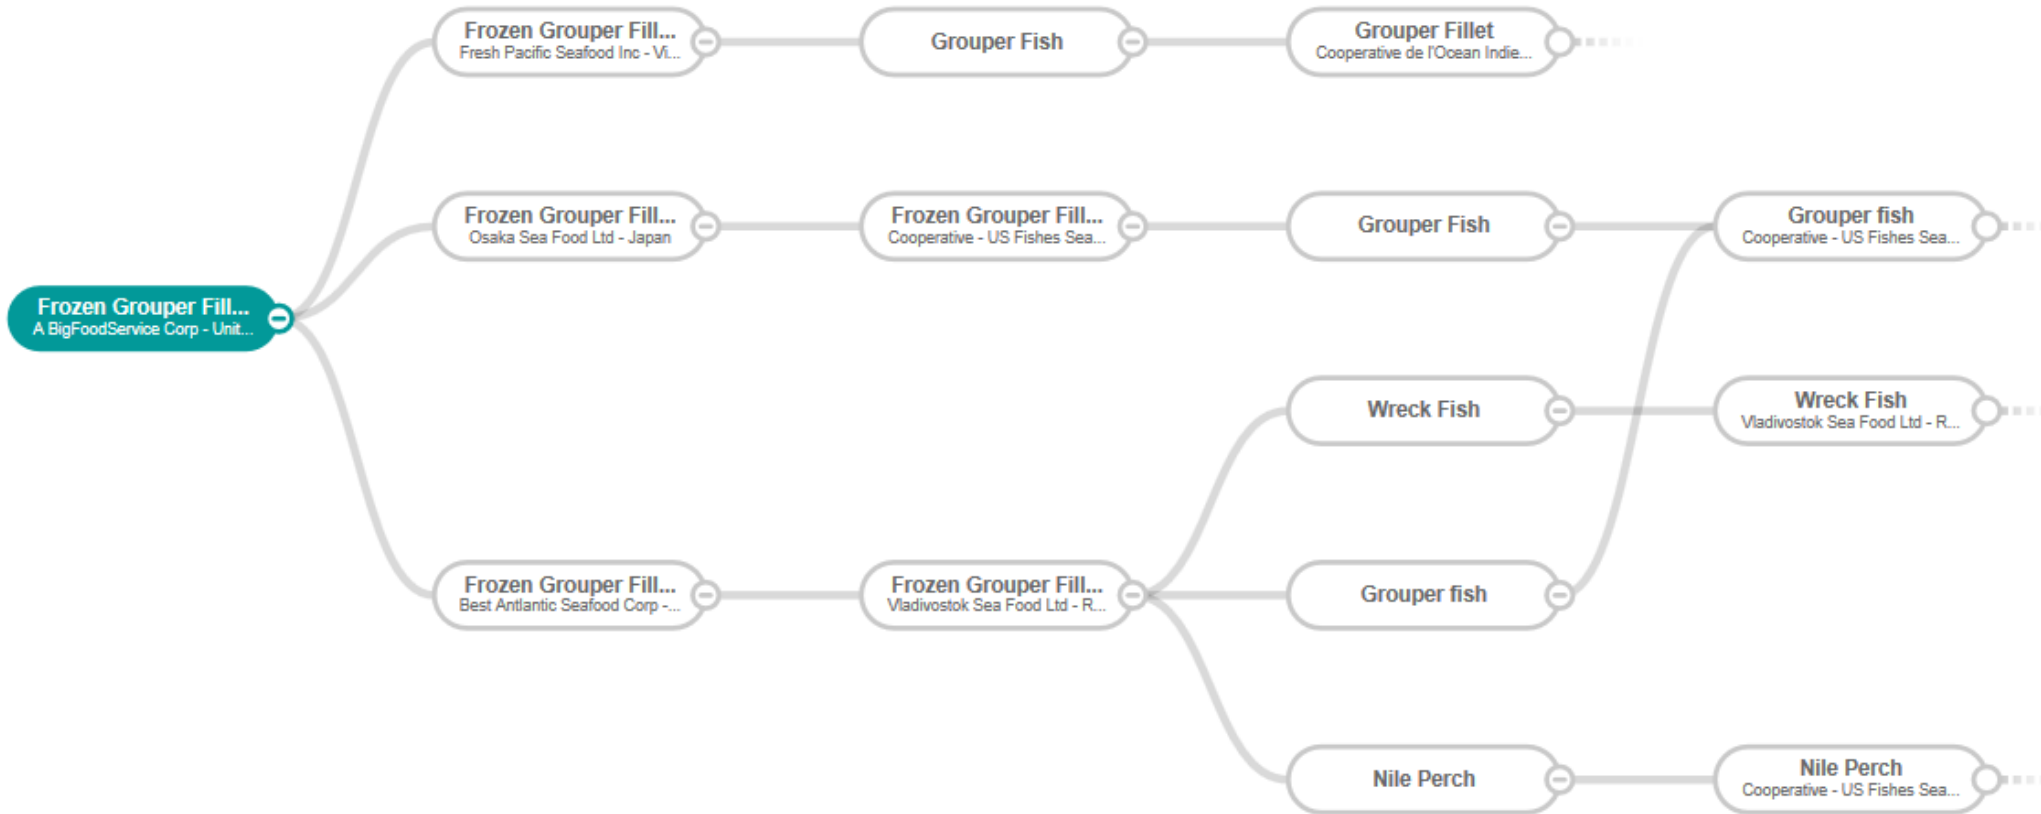 Frozen Grouper Fill...
Fresh Pacific Seafood Inc - Vi...
Grouper Fish
Grouper Fillet
Cooperative de l'Ocean Indie...
Frozen Grouper Fill...
Osaka Sea Food Ltd - Japan
Frozen Grouper Fill...
Cooperative - US Fishes Sea...
Grouper Fish
Grouper fish
Cooperative - US Fishes Sea...
Frozen Grouper Fill...
A BigFoodService Corp - Unit...
Wreck Fish
Wreck Fish
Vladivostok Sea Food Ltd - R...
Frozen Grouper Fill...
Best Antlantic Seafood Corp -...
Frozen Grouper Fill...
Vladivostok Sea Food Ltd - R...
Grouper fish
Nile Perch
Nile Perch
Cooperative - US Fishes Sea...